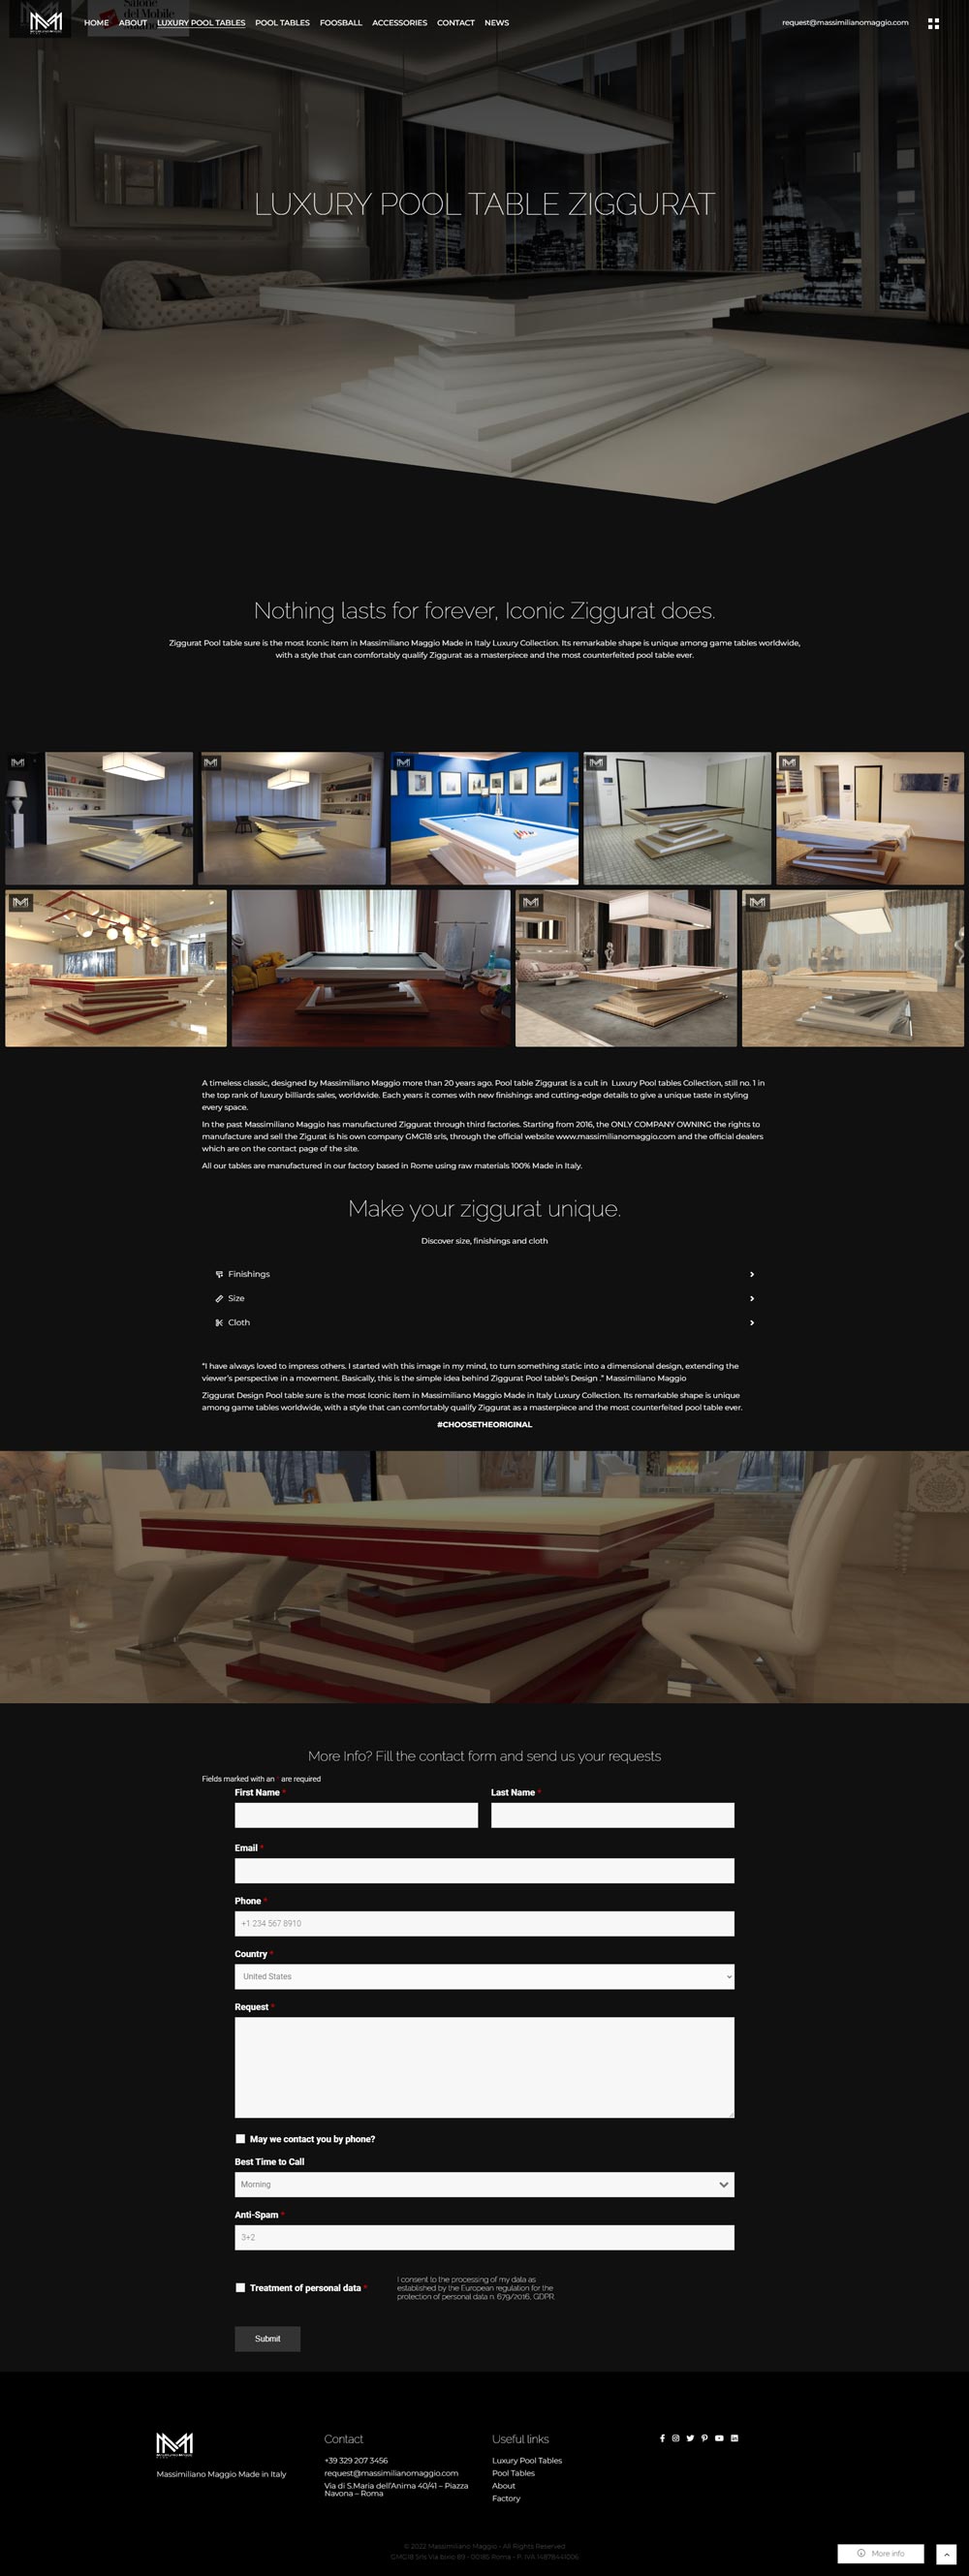 HOME ABOUT LUXURY POOL TABLES POOL TABLES FOOSBALL ACCESSORIES CONTACT NEWS
request@massimilianomaggio.com
LUXURY POOL TABLE ZIGGURAT
Nothing lasts for forever, Iconic Ziggurat does.
Ziggurat Pool table sure is the most Iconic item in Massimiliano Maggio Made in Italy Luxury Collection. Its remarkable shape is unique among game tables worldwide,
with a style that can comfortably qualify Ziggurat as a masterpiece and the most counterfeited pool table ever.
A timeless classic, designed by Massimiliano Maggio more than 20 years ago. Pool table Ziggurat is a cult in Luxury Pool tables Collection, still no. 1 in
the top rank of luxury billiards sales, worldwide. Each years it comes with new finishings and cutting-edge details to give a unique taste in styling
every space.
In the past Massimiliano Maggio has manufactured Ziggurat through third factories. Starting from 2016, the ONLY COMPANY OWNING the rights to
manufacture and sell the Zigurat is his own company GMG18 srls, through the official website www.massimilianomaggio.com and the official dealers
which are on the contact page of the site.
All our tables are manufactured in our factory based in Rome using raw materials 100% Made in Italy.
Make your ziggurat unique.
Discover size, finishings and cloth
Finishings
Size
Cloth
"I have always loved to impress others. I started with this image in my mind, to turn something static into a dimensional design, extending the
viewer's perspective in a movement. Basically, this is the simple idea behind Ziggurat Pool table's Design ." Massimiliano Maggio
Ziggurat Design Pool table sure is the most Iconic item in Massimiliano Maggio Made in Italy Luxury Collection. Its remarkable shape is unique
among game tables worldwide, with a style that can comfortably qualify Ziggurat as a masterpiece and the most counterfeited pool table ever.
#CHOOSETHEORIGINAL
More Info? Fill the contact form and send us your requests
Fields marked with an * are required
First Name * Last Name *
Email *
Phone *
+1 234 567 8910
Country *
United States
Request *
May we contact you by phone?
Best Time to Call
Morning
Anti-Spam *
3+2
Treatment of personal data *
I consent to the processing of my data as
established by the European regulation for the
protection of personal data n. 679/2016, GDPR.
Submit
Massimiliano Maggio Made in Italy
Contact
+39 329 207 3456
request@massimilianomaggio.com
Via di S.Maria dell'Anima 40/41 – Piazza
Navona – Roma
Useful links
Luxury Pool Tables
Pool Tables
About
Factory
© 2022 Massimiliano Maggio - All Rights Reserved
More info